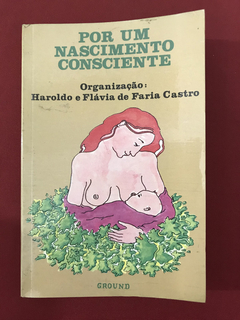 POR UM
NASCIMENTO
CONSCIENTE
Organização:
Haroldo e Flávia de Faria Castro
GROUND